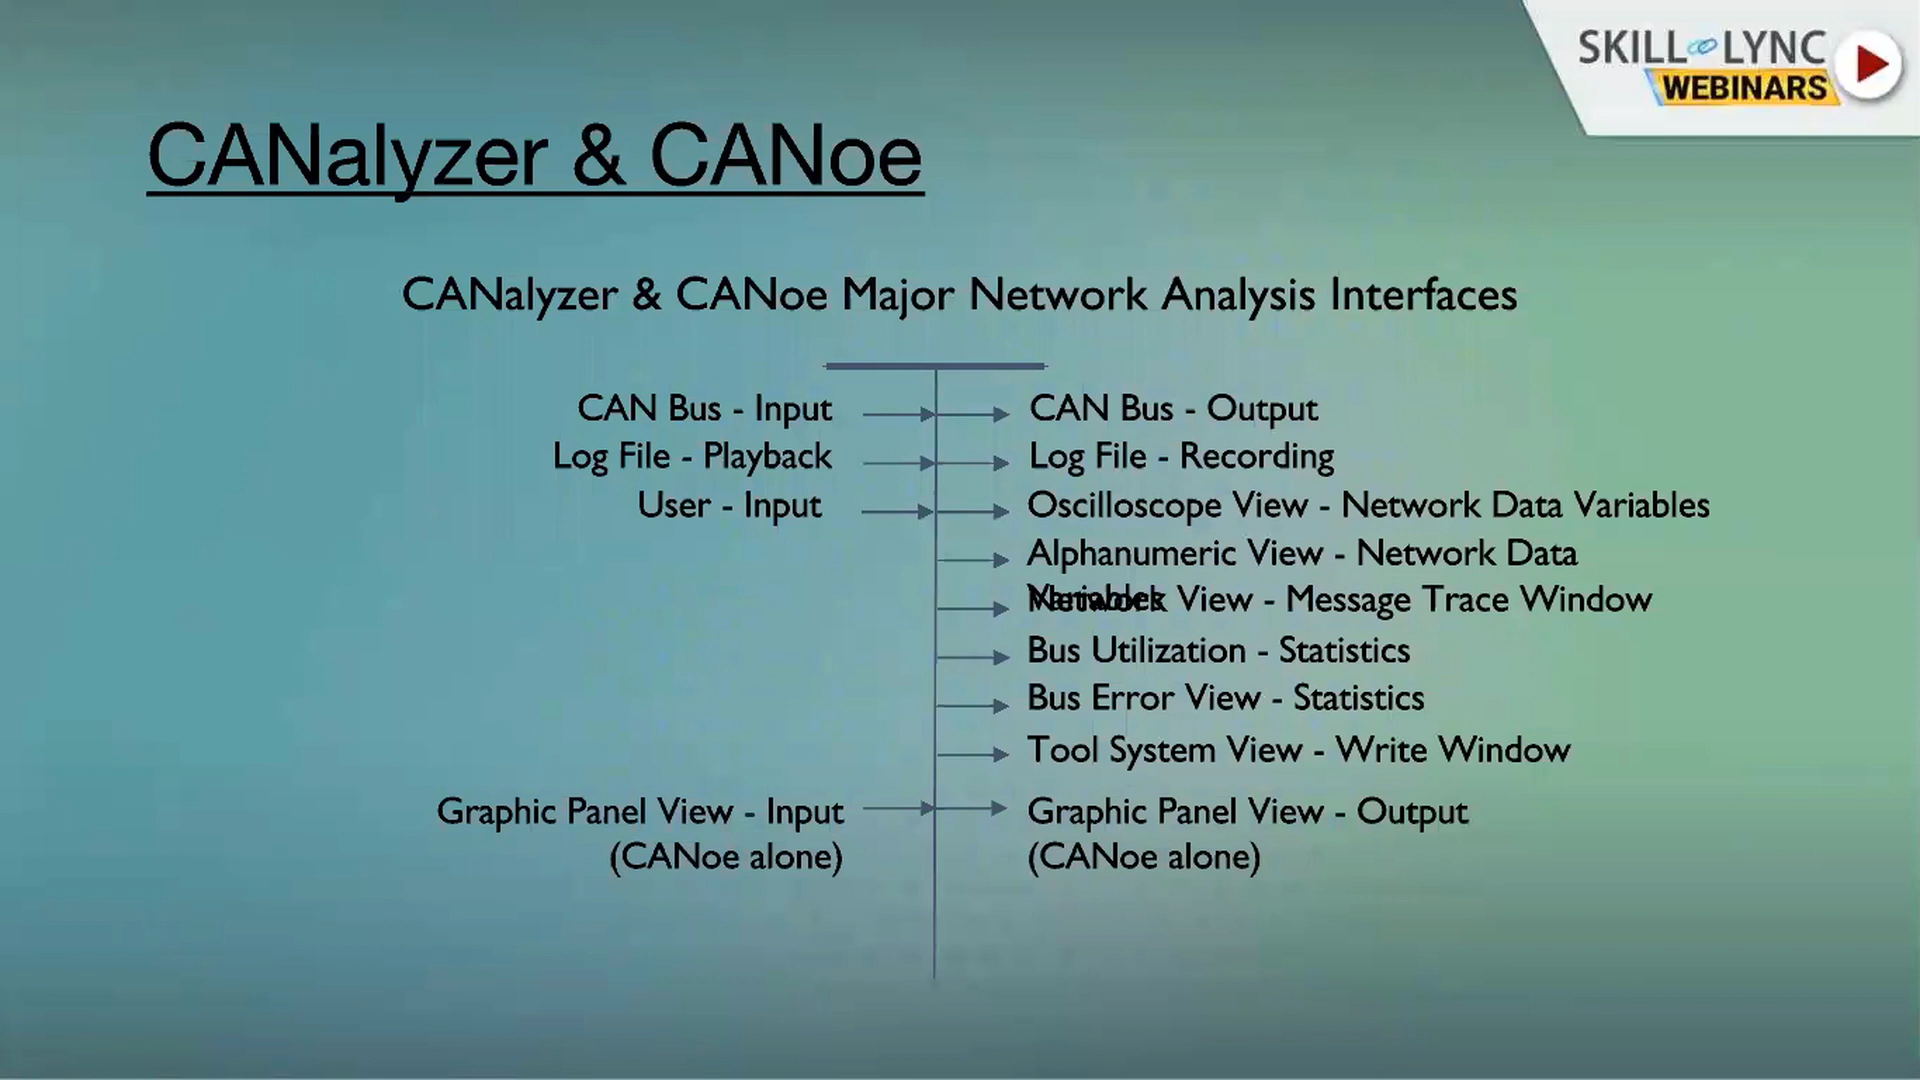 SKILL LYNC
WEBINARS
CANalyzer & CANoe
CANalyzer & CANoe Major Network Analysis Interfaces
CAN Bus - Input
CAN Bus - Output
Log File - Playback
Log File - Recording
User - Input
Oscilloscope View - Network Data Variables
Alphanumeric View - Network Data
Variables
Network View - Message Trace Window
Bus Utilization - Statistics
Bus Error View - Statistics
Tool System View - Write Window
Graphic Panel View - Input
(CANoe alone)
Graphic Panel View - Output
(CANoe alone)